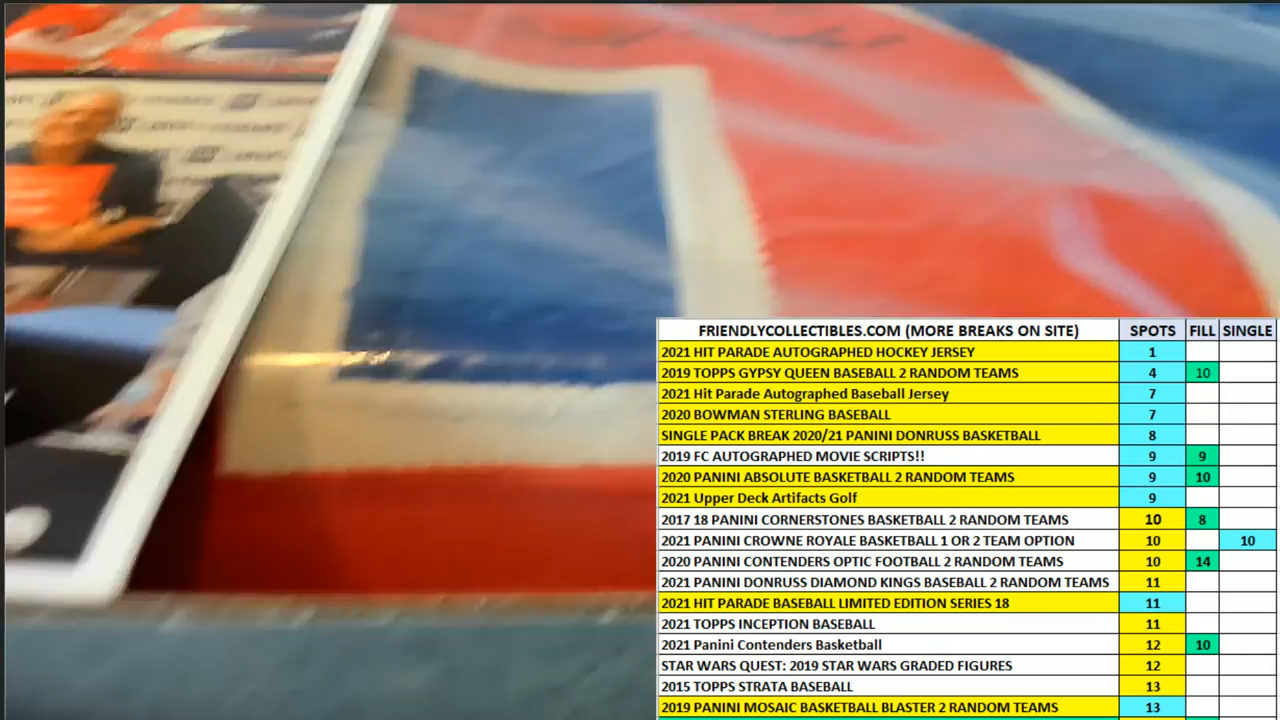 FRIENDLYCOLLECTIBLES.COM (MORE BREAKS ON SITE) SPOTS FILL SINGLE
2021 HIT PARADE AUTOGRAPHED HOCKEY JERSEY 1
2019 TOPPS GYPSY QUEEN BASEBALL 2 RANDOM TEAMS 4 10
2021 Hit Parade Autographed Baseball Jersey 7
2020 BOWMAN STERLING BASEBALL 7
SINGLE PACK BREAK 2020/21 PANINI DONRUSS BASKETBALL 8
2019 FC AUTOGRAPHED MOVIE SCRIPTS!! 9 9
2020 PANINI ABSOLUTE BASKETBALL 2 RANDOM TEAMS 9 10
2021 Upper Deck Artifacts Golf 9
2017 18 PANINI CORNERSTONES BASKETBALL 2 RANDOM TEAMS 10 8
2021 PANINI CROWNE ROYALE BASKETBALL 1 OR 2 TEAM OPTION 10 10
2020 PANINI CONTENDERS OPTIC FOOTBALL 2 RANDOM TEAMS 10 14
2021 PANINI DONRUSS DIAMOND KINGS BASEBALL 2 RANDOM TEAMS 11
2021 HIT PARADE BASEBALL LIMITED EDITION SERIES 18 11
2021 TOPPS INCEPTION BASEBALL 11
2021 Panini Contenders Basketball 12 10
STAR WARS QUEST: 2019 STAR WARS GRADED FIGURES 12
2015 TOPPS STRATA BASEBALL 13
2019 PANINI MOSAIC BASKETBALL BLASTER 2 RANDOM TEAMS 13